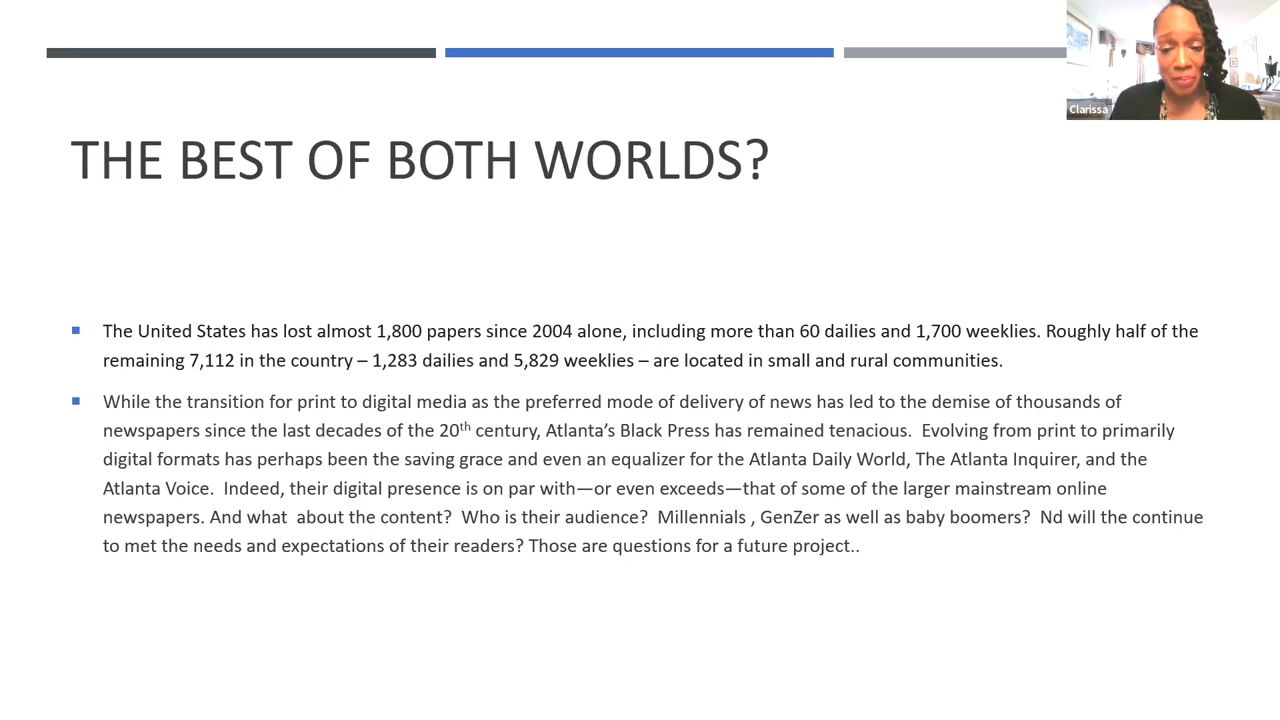 Clarissa
THE BEST OF BOTH WORLDS?
The United States has lost almost 1,800 papers since 2004 alone, including more than 60 dailies and 1,700 weeklies. Roughly half of the
remaining 7,112 in the country – 1,283 dailies and 5,829 weeklies – are located in small and rural communities.
While the transition for print to digital media as the preferred mode of delivery of news has led to the demise of thousands of
newspapers since the last decades of the 20th century, Atlanta’s Black Press has remained tenacious.  Evolving from print to primarily
digital formats has perhaps been the saving grace and even an equalizer for the Atlanta Daily World, The Atlanta Inquirer, and the
Atlanta Voice.  Indeed, their digital presence is on par with—or even exceeds—that of some of the larger mainstream online
newspapers. And what  about the content?  Who is their audience?  Millennials , GenZer as well as baby boomers?  Nd will the continue
to met the needs and expectations of their readers? Those are questions for a future project..